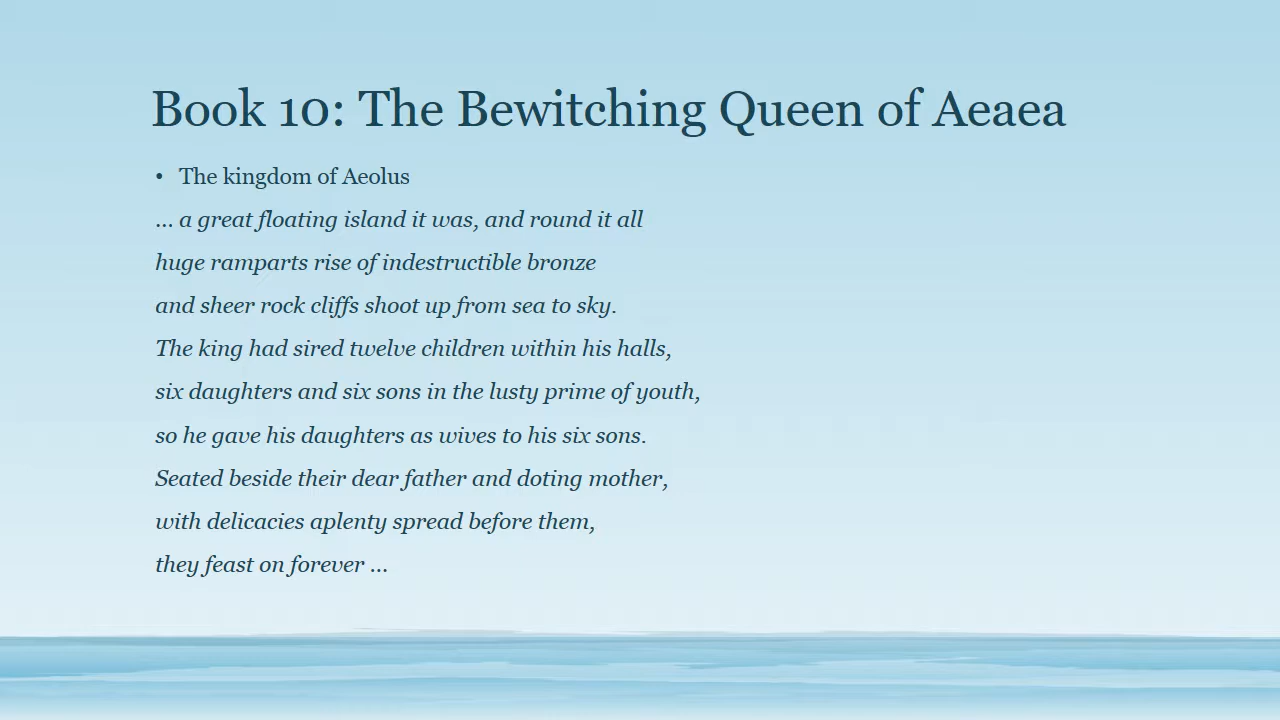 Book 10: The Bewitching Queen of Aeaea
• The kingdom of Aeolus
... a great floating island it was, and round it all
huge ramparts rise of indestructible bronze
and sheer rock cliffs shoot up from sea to sky.
The king had sired twelve children within his halls,
six daughters and six sons in the lusty prime of youth,
so he gave his daughters as wives to his six sons.
Seated beside their dear father and doting mother,
with delicacies aplenty spread before them,
they feast on forever ...